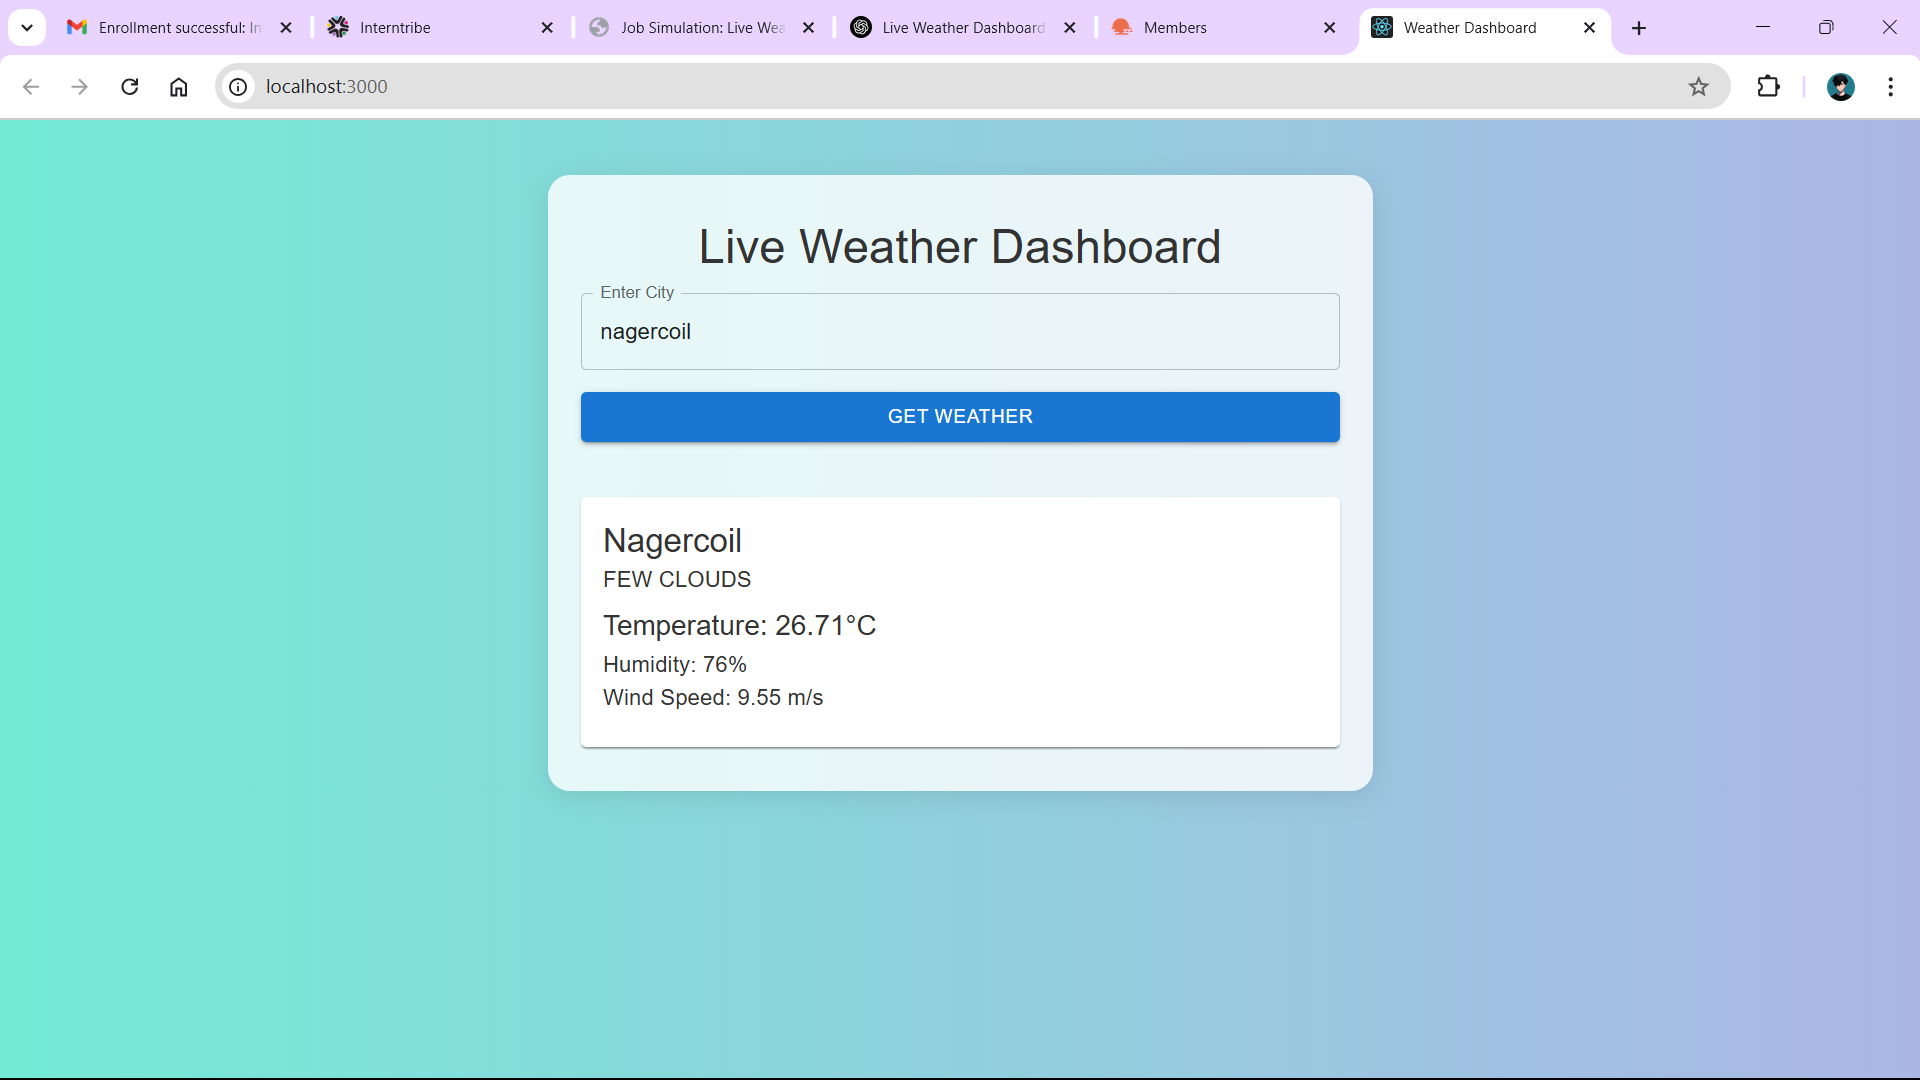 Enrollment successful: In
Interntribe
Job Simulation: Live Wea
Live Weather Dashboard
Members
Weather Dashboard
localhost:3000
Live Weather Dashboard
Enter City
nagercoil
GET WEATHER
Nagercoil
FEW CLOUDS
Temperature: 26.71°C
Humidity: 76%
Wind Speed: 9.55 m/s